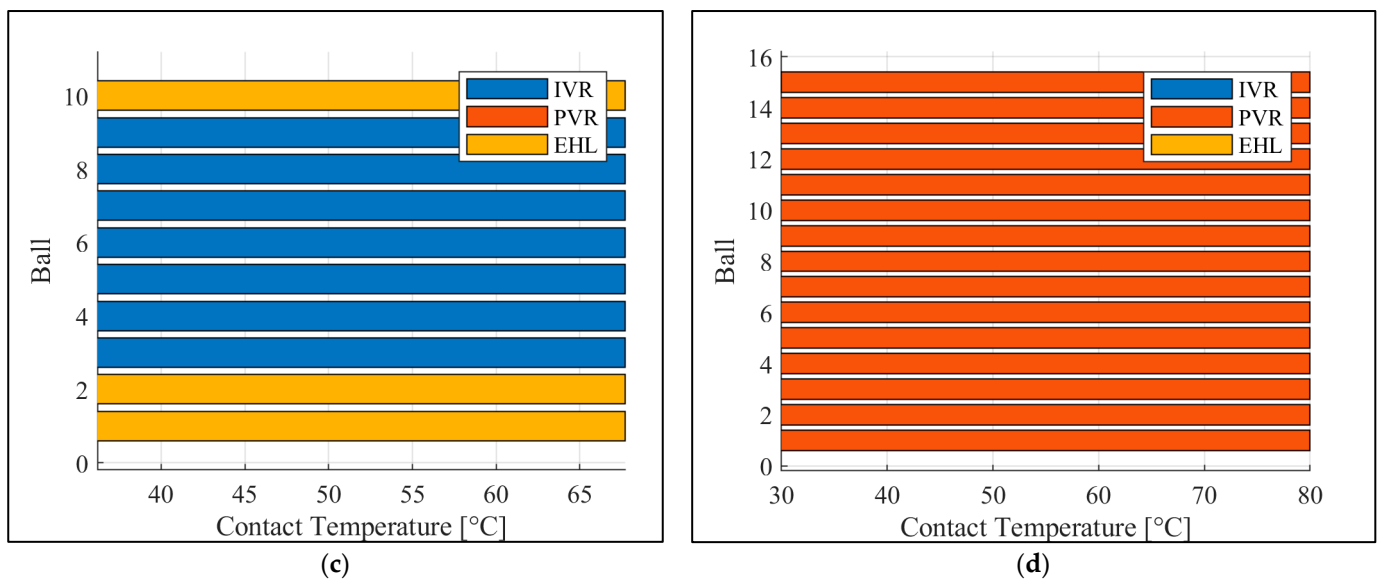 10
8
6
4
2
0
Ball
IVR
PVR
EHL
40 45 50 55 60 65
Contact Temperature [°C]
(c)
16
14
12
10
8
6
4
2
0
Ball
IVR
PVR
EHL
30 40 50 60 70 80
Contact Temperature [°C]
(d)